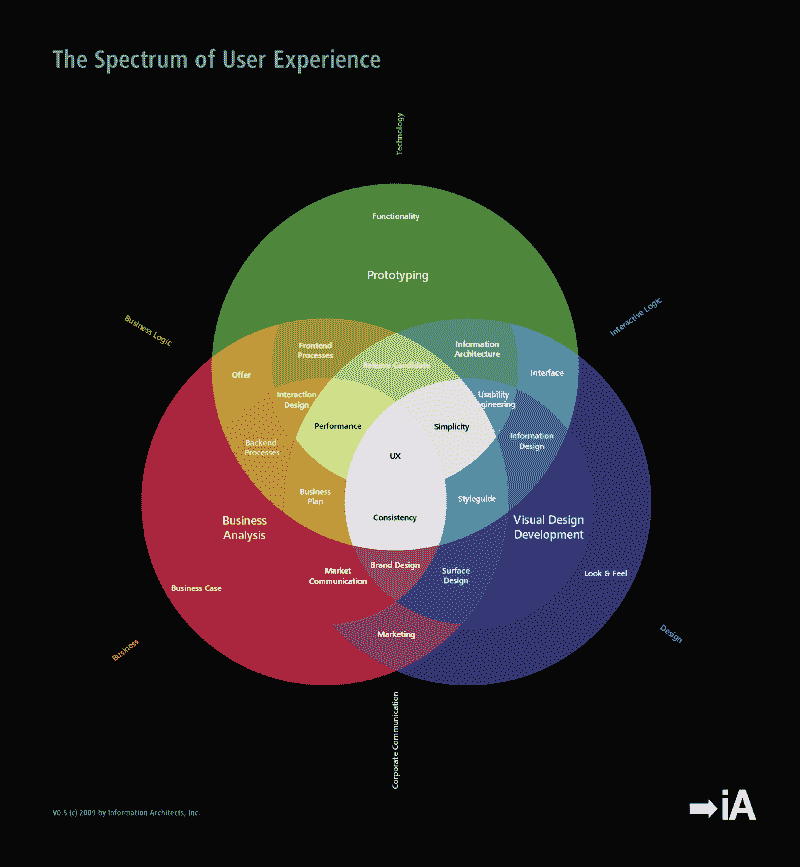 The Spectrum of User Experience
Technology
Functionality
Prototyping
Business Logic
Interactive Logic
Frontend
Processes
Information
Architecture
Release Candidate
Offer
Interface
Interaction
Design
Usability
Engineering
Performance
Simplicity
Information
Design
Backend
Processes
UX
Business
Plan
Styleguide
Consistency
Business
Analysis
Visual Design
Development
Brand Design
Market
Communication
Surface
Design
Look & Feel
Business Case
Marketing
Business
Design
Corporate Communication
V0.5 (c) 2009 by Information Architects, Inc.
iA